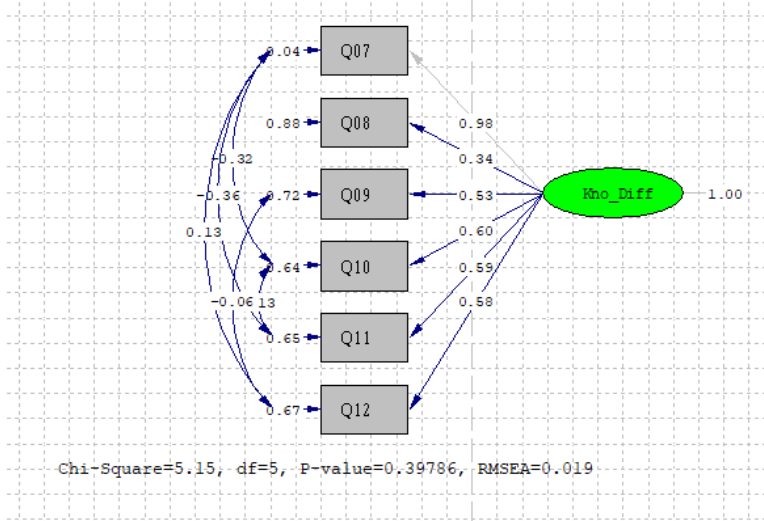 0.04 Q07
0.88 Q08 0.98
-0.32 0.34
-0.36 0.72 Q09 0.53 Kho_Diff 1.00
0.13 0.60
0.64 Q10 0.59
-0.06 13 0.58
0.65 Q11
0.67 Q12
Chi-Square=5.15, df=5, P-value=0.39786, RMSEA=0.019